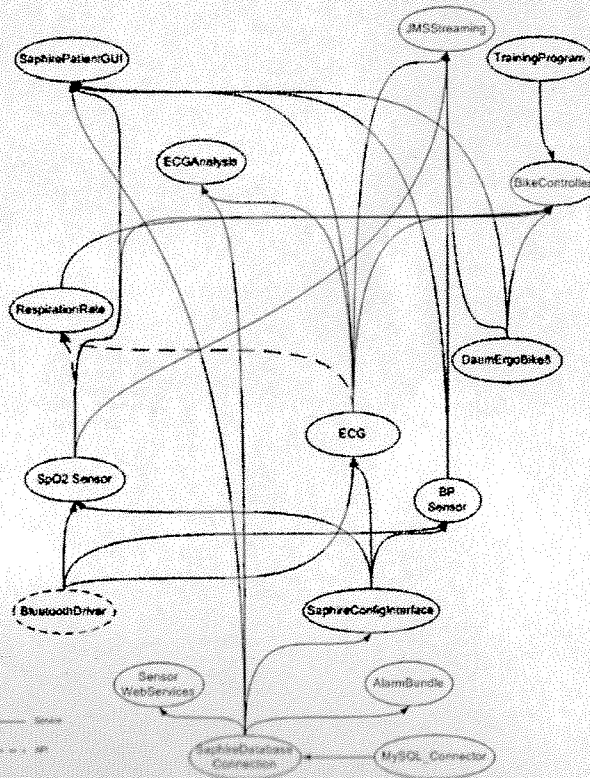 JMSStreaming
SaphirePatientGUI
TrainingProgram
ECGAnalysis
BikeController
RespirationRate
DaumErgoBike8
ECG
SpO2 Sensor
BP
Sensor
BluetoothDriver
SaphireConfigInterface
Sensor
WebServices
AlarmBundle
SaphireDatabase
Connection
MySQL_Connector
API